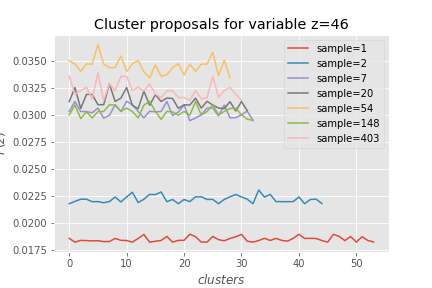 Cluster proposals for variable z=46
sample=1
sample=2
sample=7
sample=20
sample=54
sample=148
sample=403
0.0350
0.0325
0.0300
0.0275
0.0250
0.0225
0.0200
0.0175
0 10 20 30 40 50
clusters